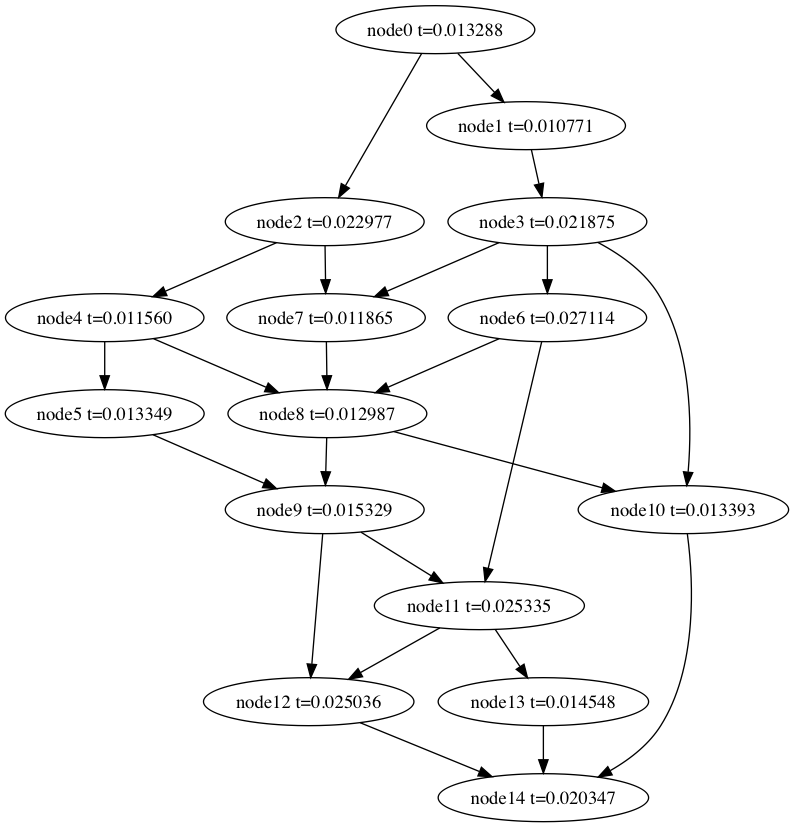 node0 t=0.013288
node1 t=0.010771
node2 t=0.022977
node3 t=0.021875
node4 t=0.011560
node7 t=0.011865
node6 t=0.027114
node5 t=0.013349
node8 t=0.012987
node9 t=0.015329
node10 t=0.013393
node11 t=0.025335
node12 t=0.025036
node13 t=0.014548
node14 t=0.020347